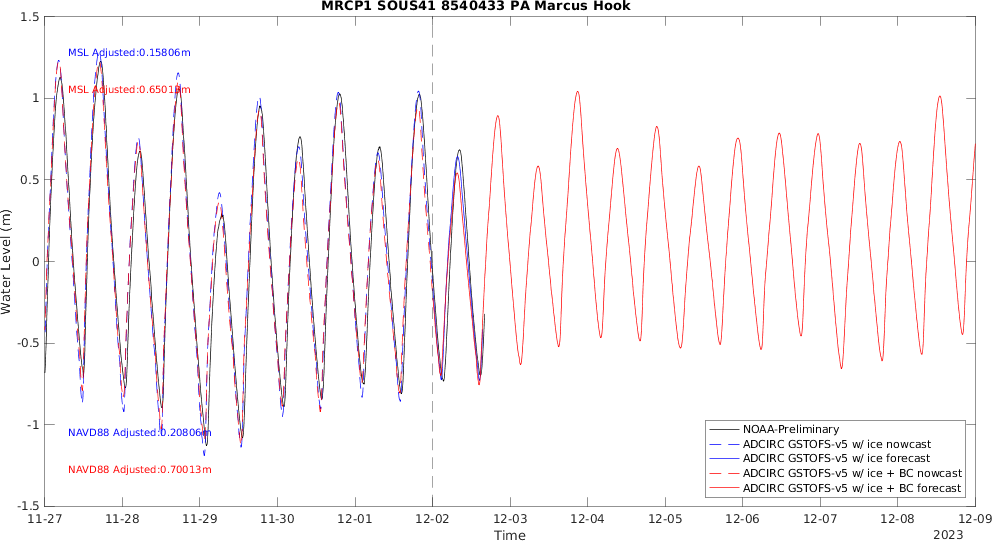 MRCP1 SOUS41 8540433 PA Marcus Hook
1.5
1
0.5
0
-0.5
-1
-1.5
Water Level (m)
MSL Adjusted:0.15806m
MSL Adjusted:0.65013m
NAVD88 Adjusted:0.20806m
NAVD88 Adjusted:0.70013m
NOAA-Preliminary
ADCIRC GSTOFS-v5 w/ ice nowcast
ADCIRC GSTOFS-v5 w/ ice forecast
ADCIRC GSTOFS-v5 w/ ice + BC nowcast
ADCIRC GSTOFS-v5 w/ ice + BC forecast
11-27 11-28 11-29 11-30 12-01 12-02 12-03 12-04 12-05 12-06 12-07 12-08 12-09
Time
2023